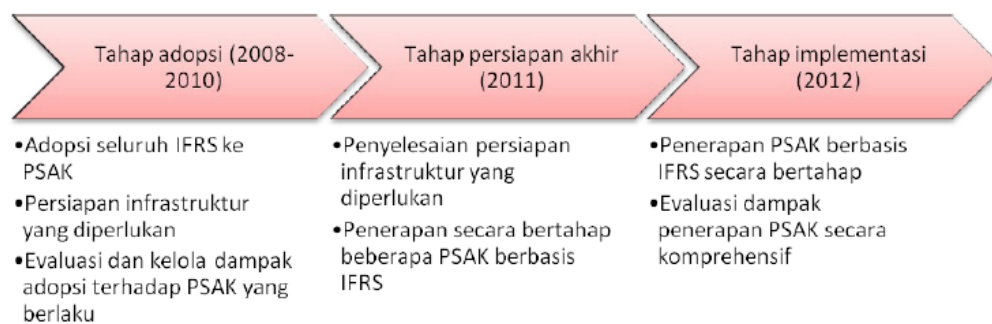 Tahap adopsi (2008-
2010)
•Adopsi seluruh IFRS ke
PSAK
•Persiapan infrastruktur
yang diperlukan
•Evaluasi dan kelola dampak
adopsi terhadap PSAK yang
berlaku
Tahap persiapan akhir
(2011)
•Penyelesaian persiapan
infrastruktur yang
diperlukan
•Penerapan secara bertahap
beberapa PSAK berbasis
IFRS
Tahap implementasi
(2012)
•Penerapan PSAK berbasis
IFRS secara bertahap
•Evaluasi dampak
penerapan PSAK secara
komprehensif